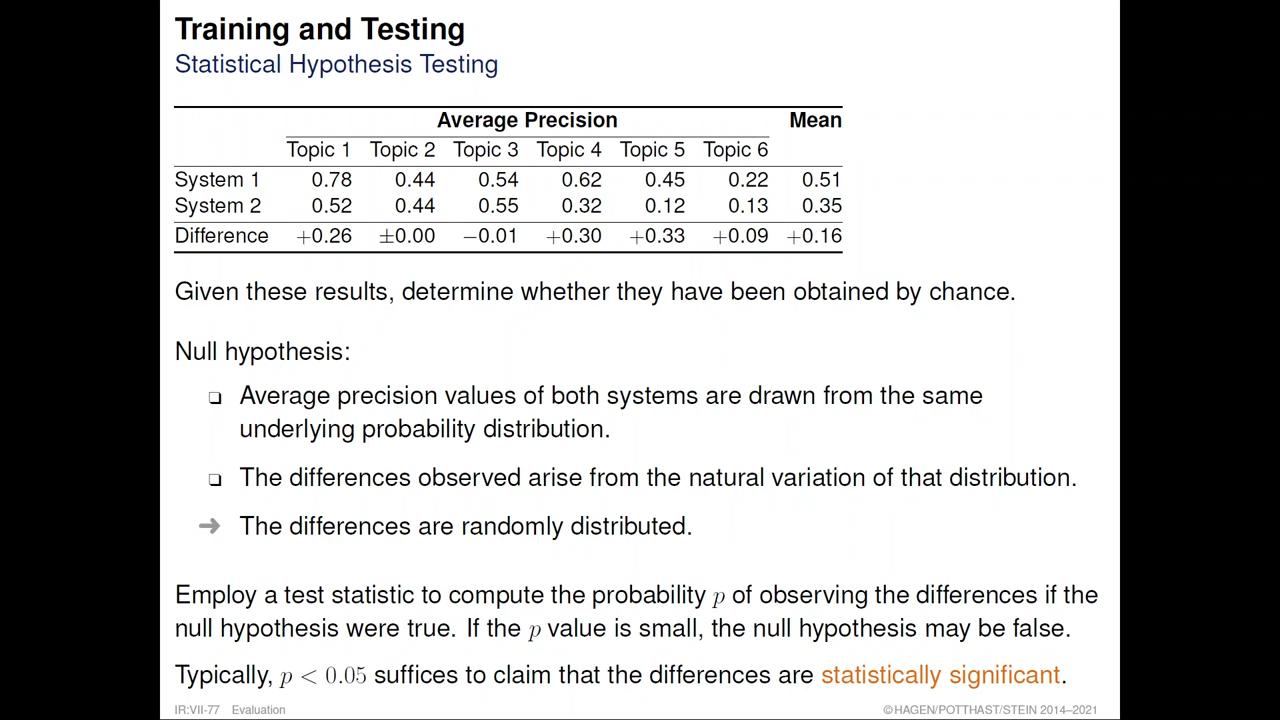 Training and Testing
Statistical Hypothesis Testing
Average Precision Mean
Topic 1 Topic 2 Topic 3 Topic 4 Topic 5 Topic 6
System 1 0.78 0.44 0.54 0.62 0.45 0.22 0.51
System 2 0.52 0.44 0.55 0.32 0.12 0.13 0.35
Difference +0.26 ±0.00 −0.01 +0.30 +0.33 +0.09 +0.16
Given these results, determine whether they have been obtained by chance.
Null hypothesis:
❑ Average precision values of both systems are drawn from the same
underlying probability distribution.
❑ The differences observed arise from the natural variation of that distribution.
➜ The differences are randomly distributed.
Employ a test statistic to compute the probability p of observing the differences if the
null hypothesis were true. If the p value is small, the null hypothesis may be false.
Typically, p < 0.05 suffices to claim that the differences are statistically significant.
IR:VII-77 Evaluation ©HAGEN/POTTHAST/STEIN 2014–2021